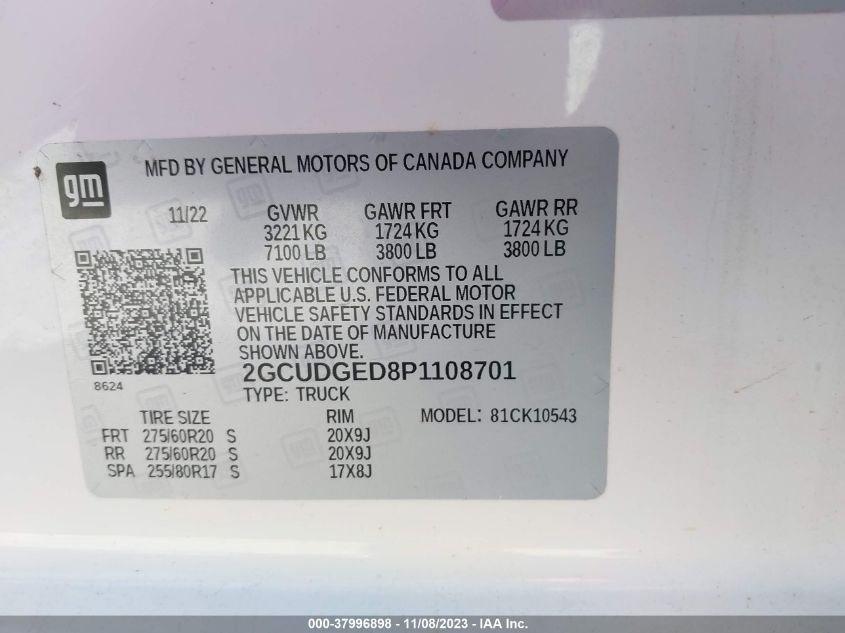 gm
MFD BY GENERAL MOTORS OF CANADA COMPANY
11/22 GVWR GAWR FRT GAWR RR
3221 KG 1724 KG 1724 KG
7100 LB 3800 LB 3800 LB
THIS VEHICLE CONFORMS TO ALL
APPLICABLE U.S. FEDERAL MOTOR
VEHICLE SAFETY STANDARDS IN EFFECT
ON THE DATE OF MANUFACTURE
SHOWN ABOVE.
8624
2GCUDGED8P1108701
TYPE: TRUCK
TIRE SIZE RIM MODEL: 81CK10543
FRT 275/60R20 S 20X9J
RR 275/60R20 S 20X9J
SPA 255/80R17 S 17X8J
000-37996898 - 11/08/2023 - IAA Inc.